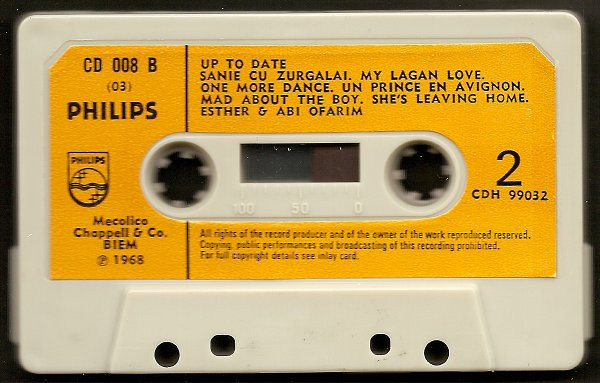 CD 008 B
(03)
PHILIPS
UP TO DATE
SANIE CU ZURGALAI. MY LAGAN LOVE.
ONE MORE DANCE. UN PRINCE EN AVIGNON.
MAD ABOUT THE BOY. SHE'S LEAVING HOME.
ESTHER & ABI OFARIM
PHILIPS
Mecolico
Chappell & Co.
BIEM
℗ 1968
100 50 0
2
CDH 99032
All rights of the record producer and of the owner of the work reproduced reserved.
Copying, public performances and broadcasting of this recording prohibited.
For full copyright details see inlay card.